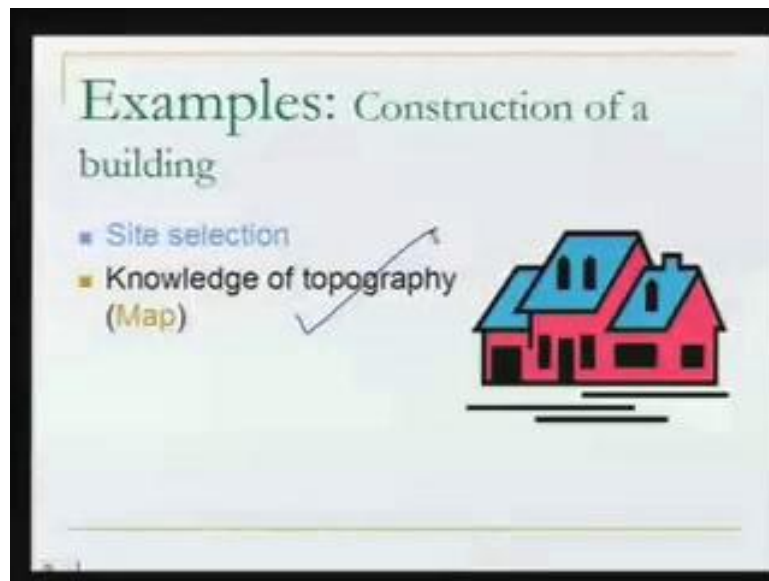 Examples: Construction of a
building
Site selection
Knowledge of topography
(Map)